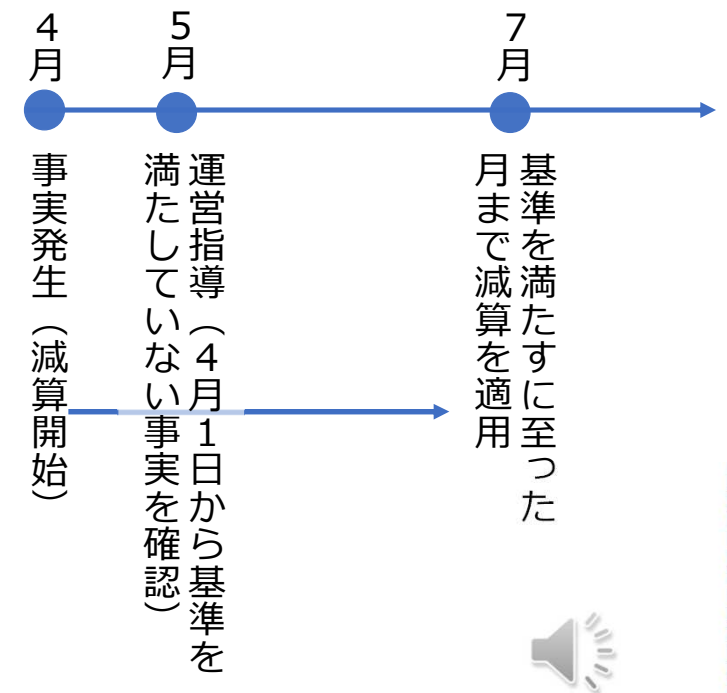 4月
5月
7月
事実発生（減算開始）
運営指導（4月1日から基準を
満たしていない事実を確認）
基準を満たすに至った
月まで減算を適用